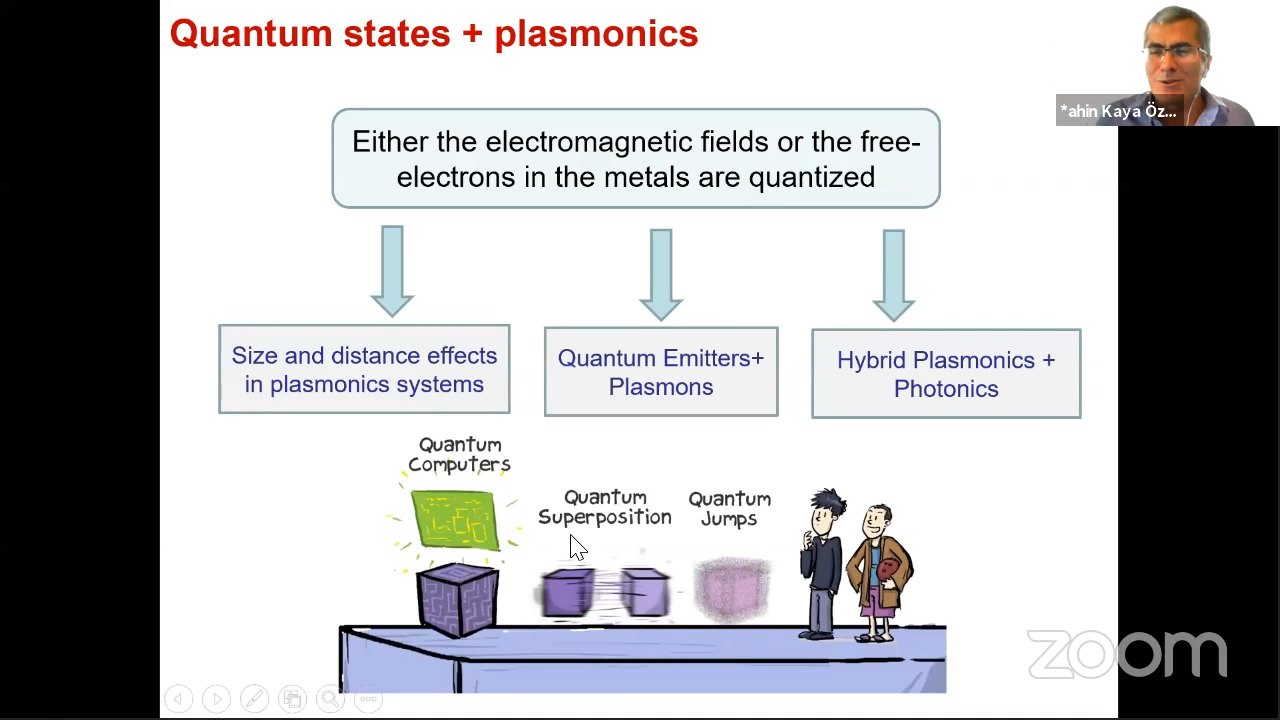 Quantum states + plasmonics
*ahin Kaya Öz...
Either the electromagnetic fields or the free-
electrons in the metals are quantized
Size and distance effects
in plasmonics systems
Quantum Emitters+
Plasmons
Hybrid Plasmonics +
Photonics
Quantum
Computers
Quantum
Superposition
Quantum
Jumps
zoom